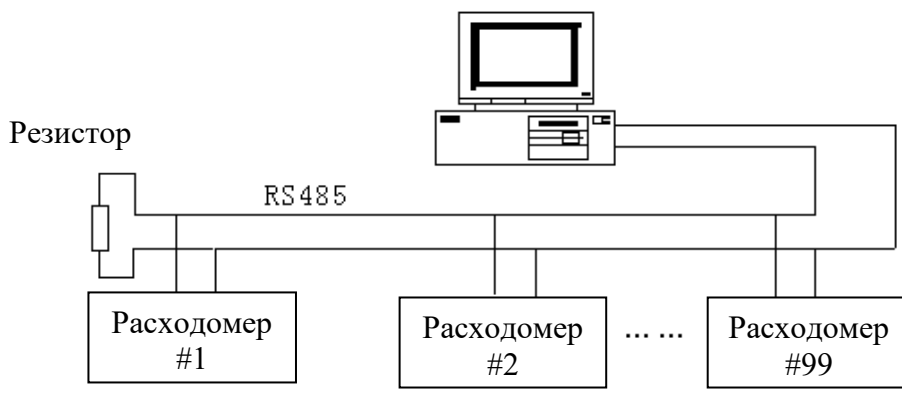 Резистор
RS485
Расходомер
#1
Расходомер
#2
... ...
Расходомер
#99